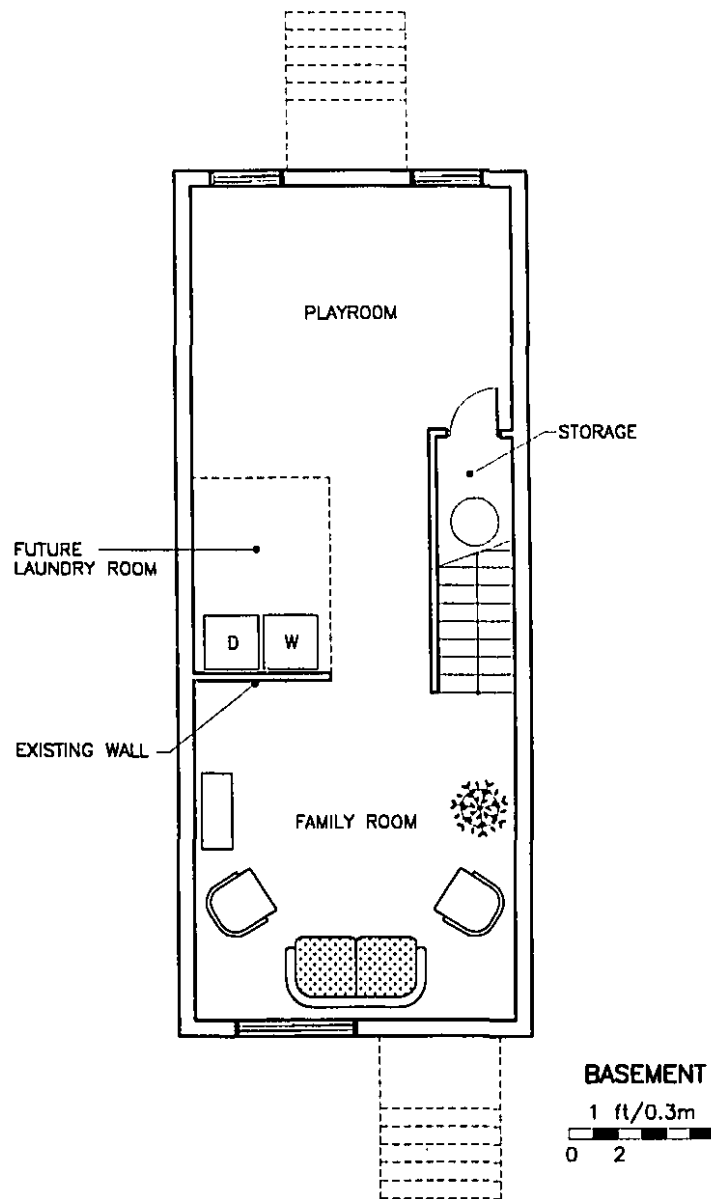 PLAYROOM
STORAGE
FUTURE
LAUNDRY ROOM
D W
EXISTING WALL
FAMILY ROOM
BASEMENT
1 ft/0.3m
0 2